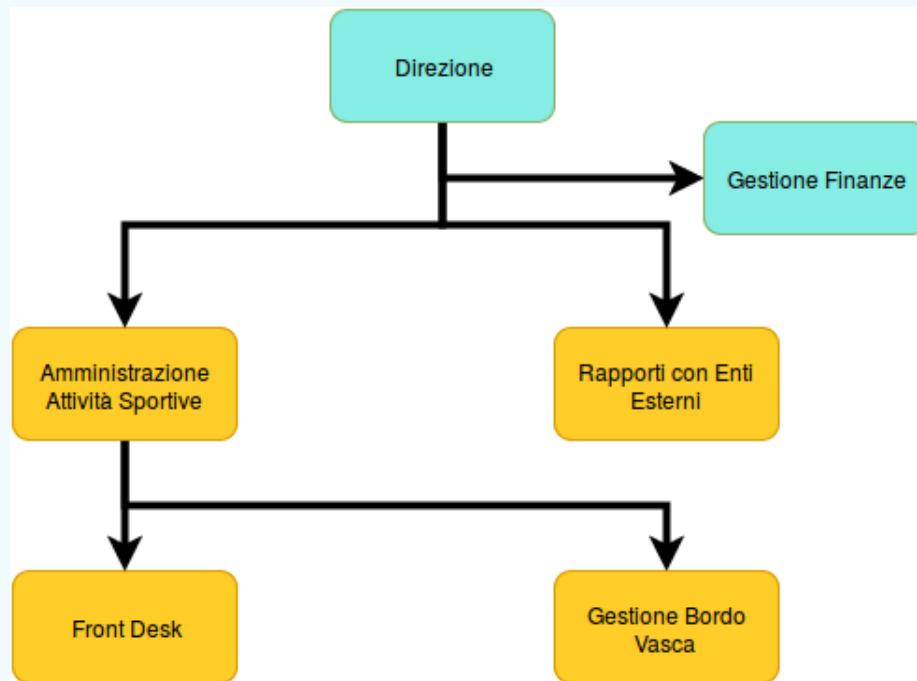 Direzione
Gestione Finanze
Amministrazione
Attività Sportive
Rapporti con Enti
Esterni
Front Desk
Gestione Bordo
Vasca